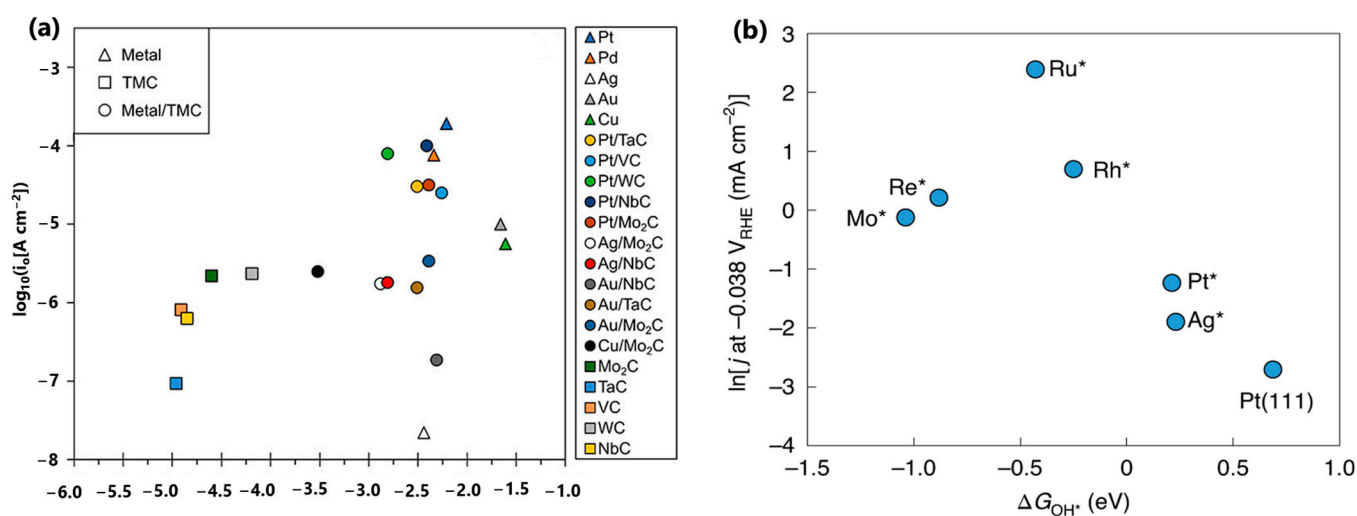 (a)
Metal
TMC
Metal/TMC
−3
−4
−5
−6
−7
−8
log₁₀(i₀[A cm⁻²])
−6.0 −5.5 −5.0 −4.5 −4.0 −3.5 −3.0 −2.5 −2.0 −1.5 −1.0
Pt
Pd
Ag
Au
Cu
Pt/TaC
Pt/VC
Pt/WC
Pt/NbC
Pt/Mo₂C
Ag/Mo₂C
Ag/NbC
Au/NbC
Au/TaC
Au/Mo₂C
Cu/Mo₂C
Mo₂C
TaC
VC
WC
NbC
(b)
3
2
1
0
−1
−2
−3
−4
ln[j at −0.038 V_RHE (mA cm⁻²)]
Ru*
Rh*
Re*
Mo*
Pt*
Ag*
Pt(111)
−1.5 −1.0 −0.5 0 0.5 1.0
ΔG_OH* (eV)